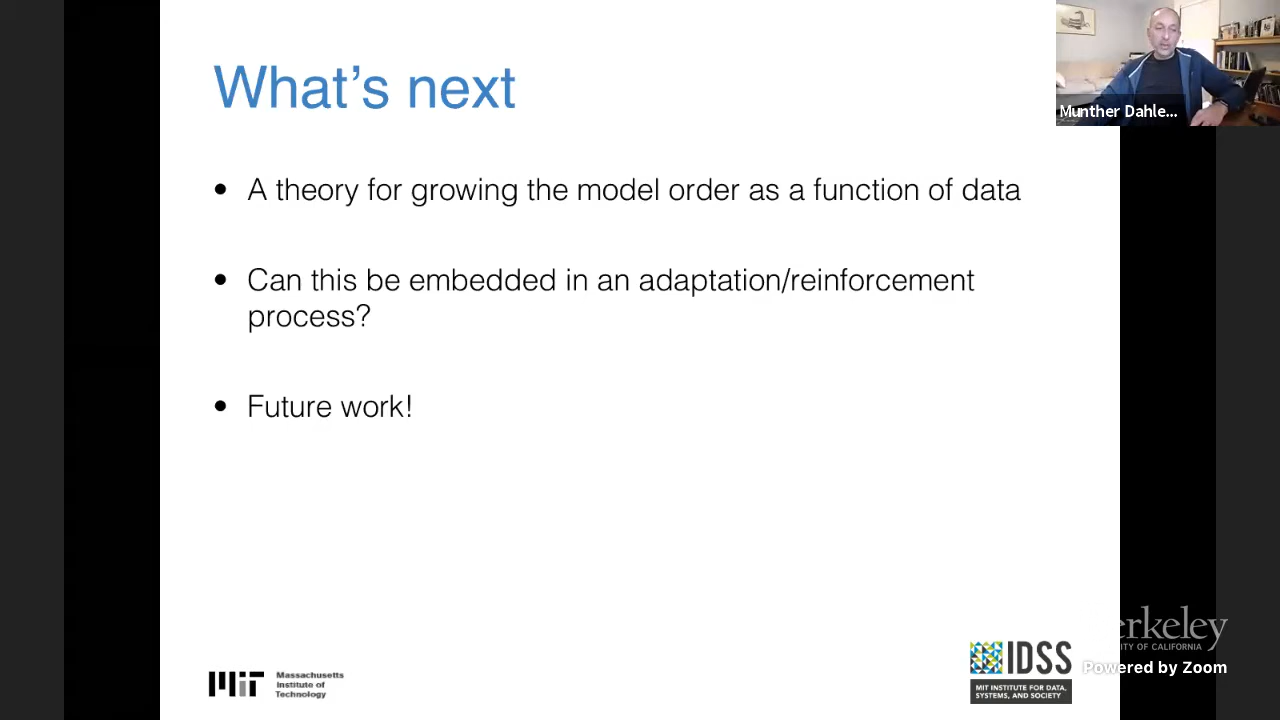 What's next
Munther Dahle...
• A theory for growing the model order as a function of data
• Can this be embedded in an adaptation/reinforcement
process?
• Future work!
Massachusetts
Institute of
Technology
IDSS
MIT INSTITUTE FOR DATA,
SYSTEMS, AND SOCIETY
erkeley
ITY OF CALIFORNIA
Powered by Zoom